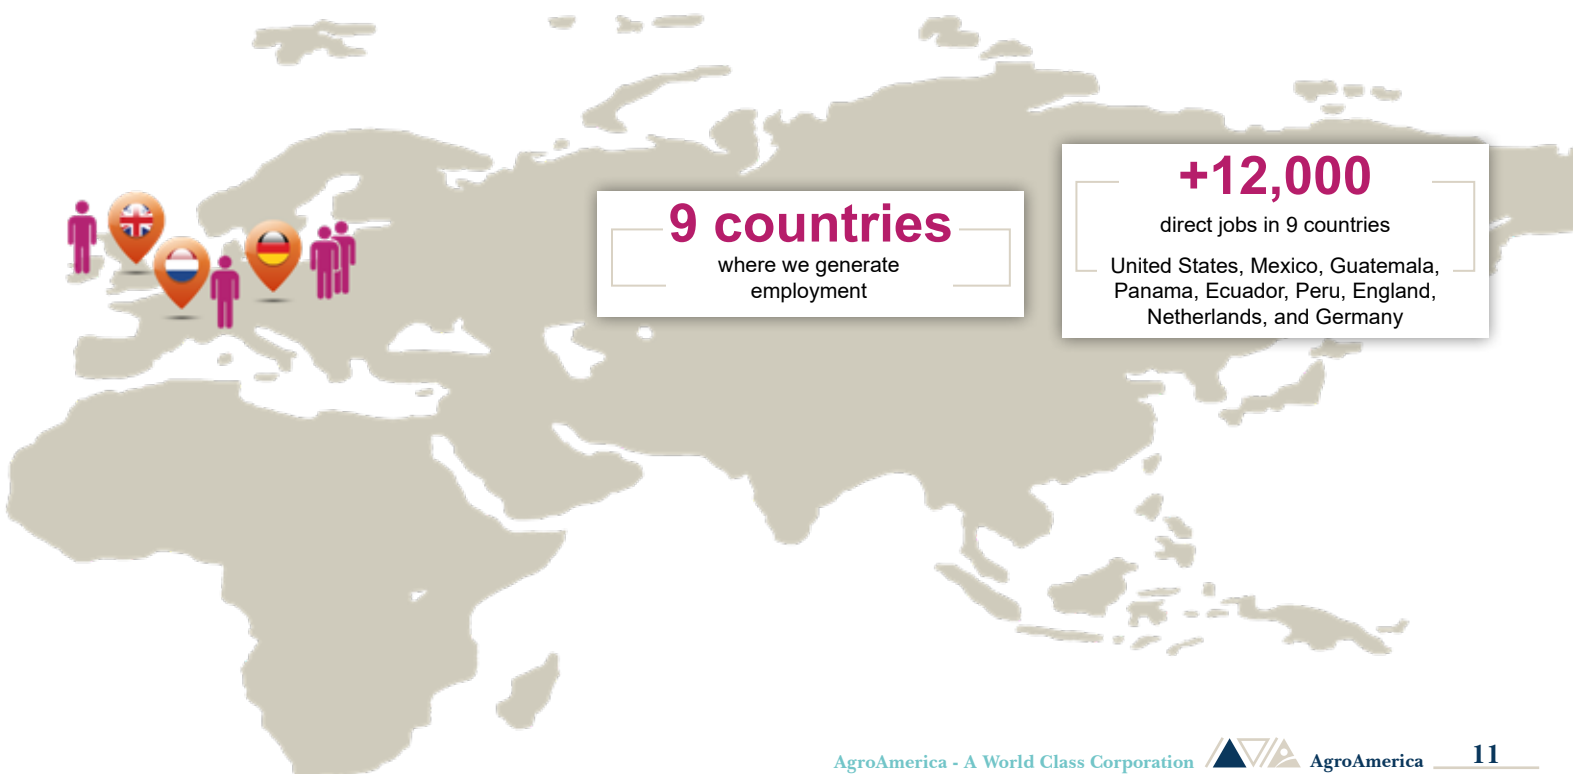 9 countries
where we generate
employment
+12,000
direct jobs in 9 countries
United States, Mexico, Guatemala,
Panama, Ecuador, Peru, England,
Netherlands, and Germany
AgroAmerica - A World Class Corporation AgroAmerica 11